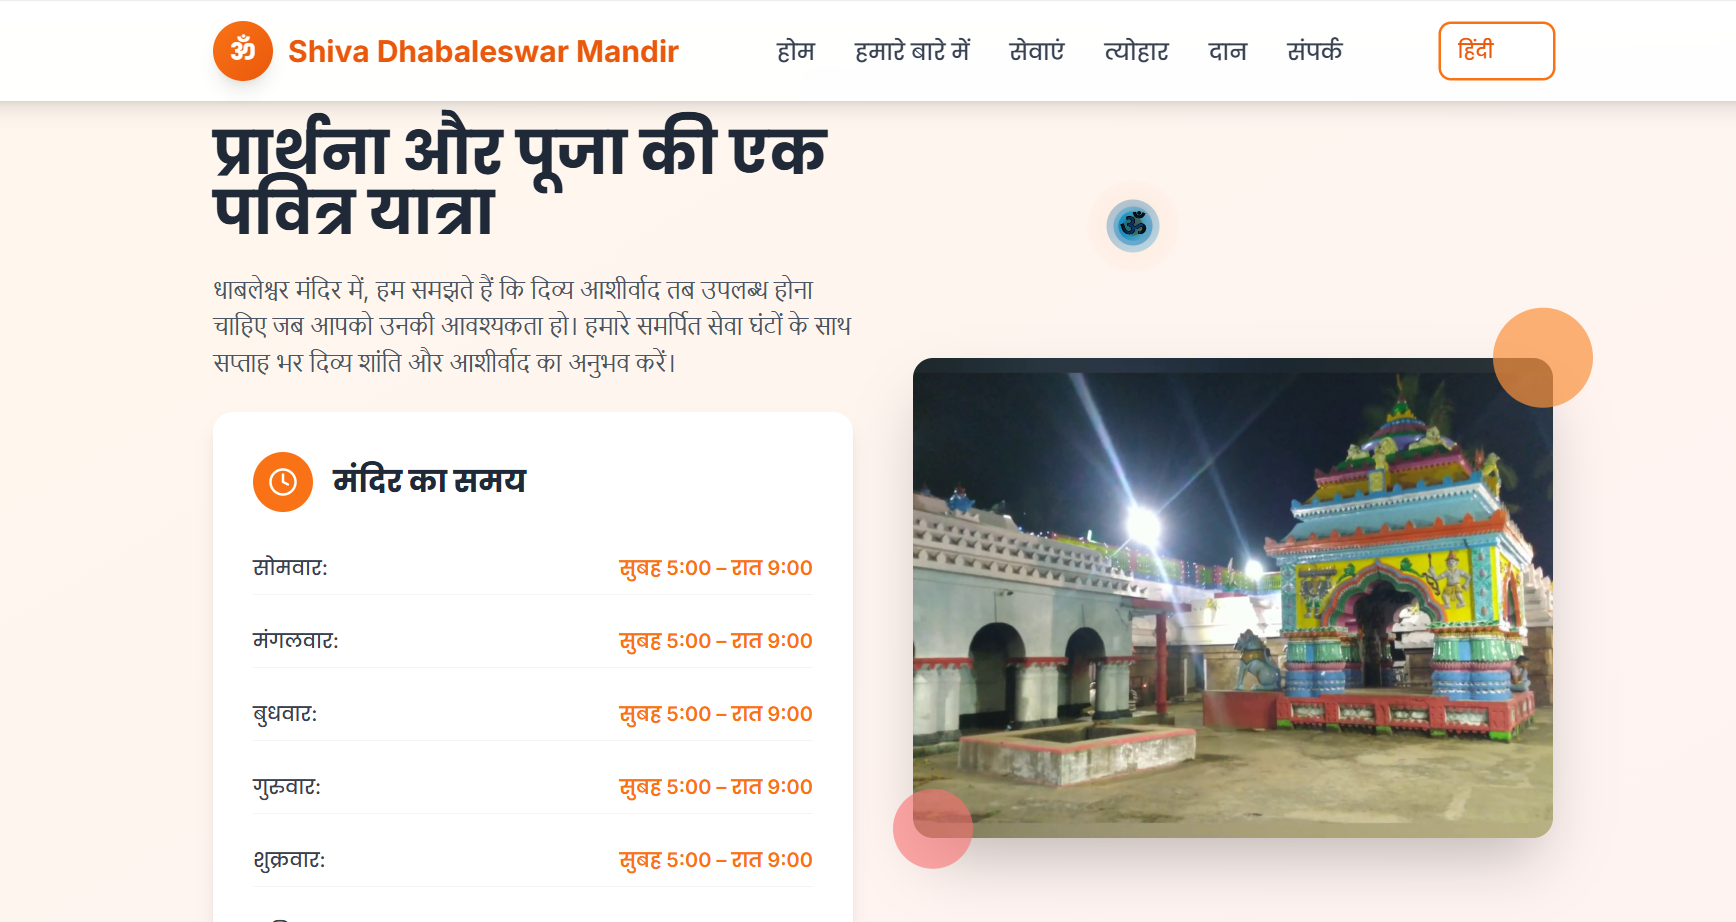 ॐ
Shiva Dhabaleswar Mandir
होम हमारे बारे में सेवाएं त्योहार दान संपर्क
हिंदी
प्रार्थना और पूजा की एक
पवित्र यात्रा
ॐ
धाबलेश्वर मंदिर में, हम समझते हैं कि दिव्य आशीर्वाद तब उपलब्ध होना
चाहिए जब आपको उनकी आवश्यकता हो। हमारे समर्पित सेवा घंटों के साथ
सप्ताह भर दिव्य शांति और आशीर्वाद का अनुभव करें।
मंदिर का समय
सोमवार: सुबह 5:00 – रात 9:00
मंगलवार: सुबह 5:00 – रात 9:00
बुधवार: सुबह 5:00 – रात 9:00
गुरुवार: सुबह 5:00 – रात 9:00
शुक्रवार: सुबह 5:00 – रात 9:00